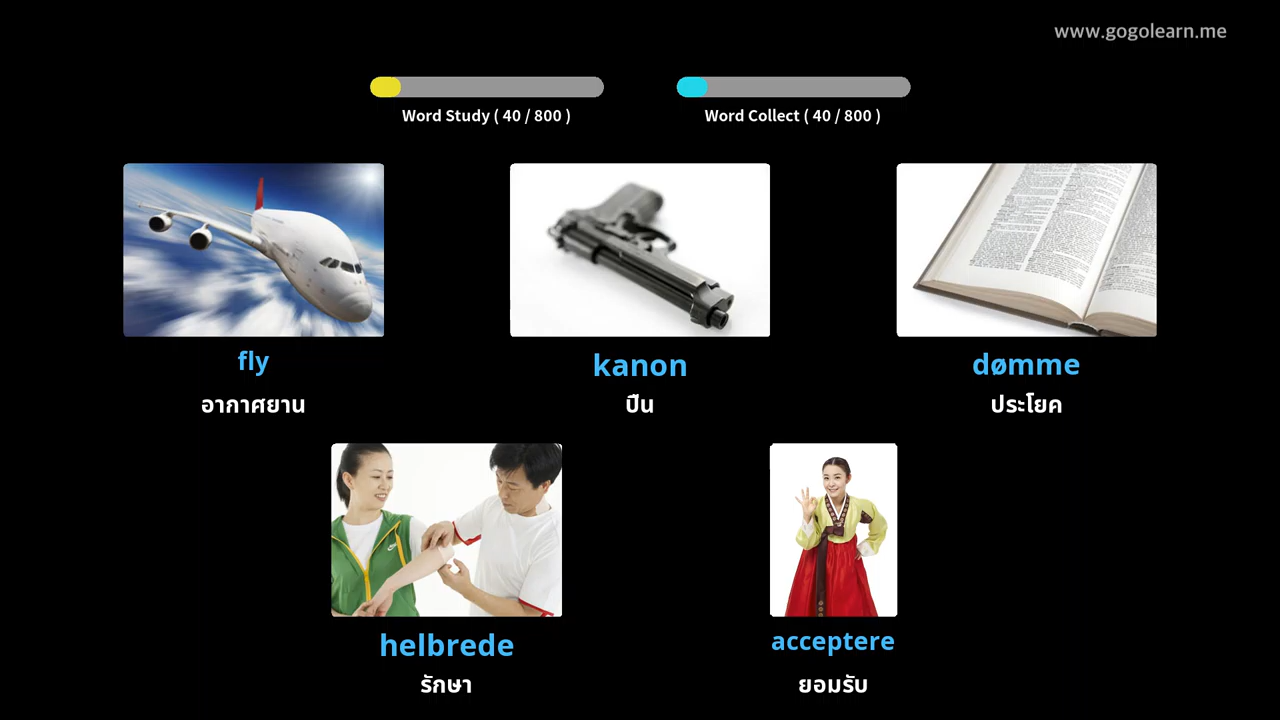 www.gogolearn.me
Word Study ( 40 / 800 )
Word Collect ( 40 / 800 )
fly
อากาศยาน
kanon
ปืน
dømme
ประโยค
helbrede
รักษา
acceptere
ยอมรับ